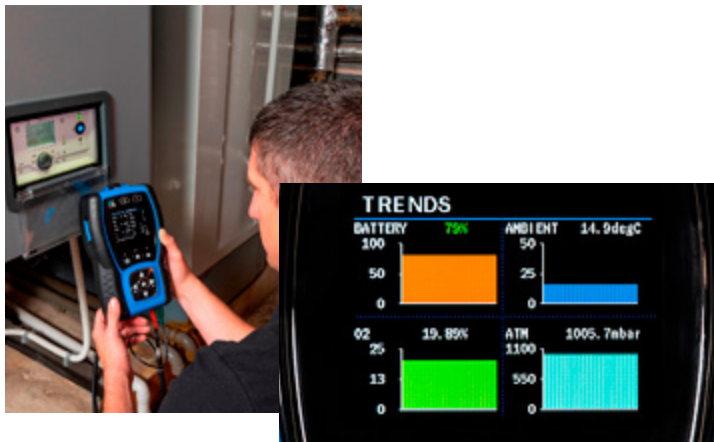 TRENDS
BATTERY 79% AMBIENT 14.9degC
100 50
50 25
0 0
O2 19.89% ATM 1005.7mbar
25 1100
13 550
0 0